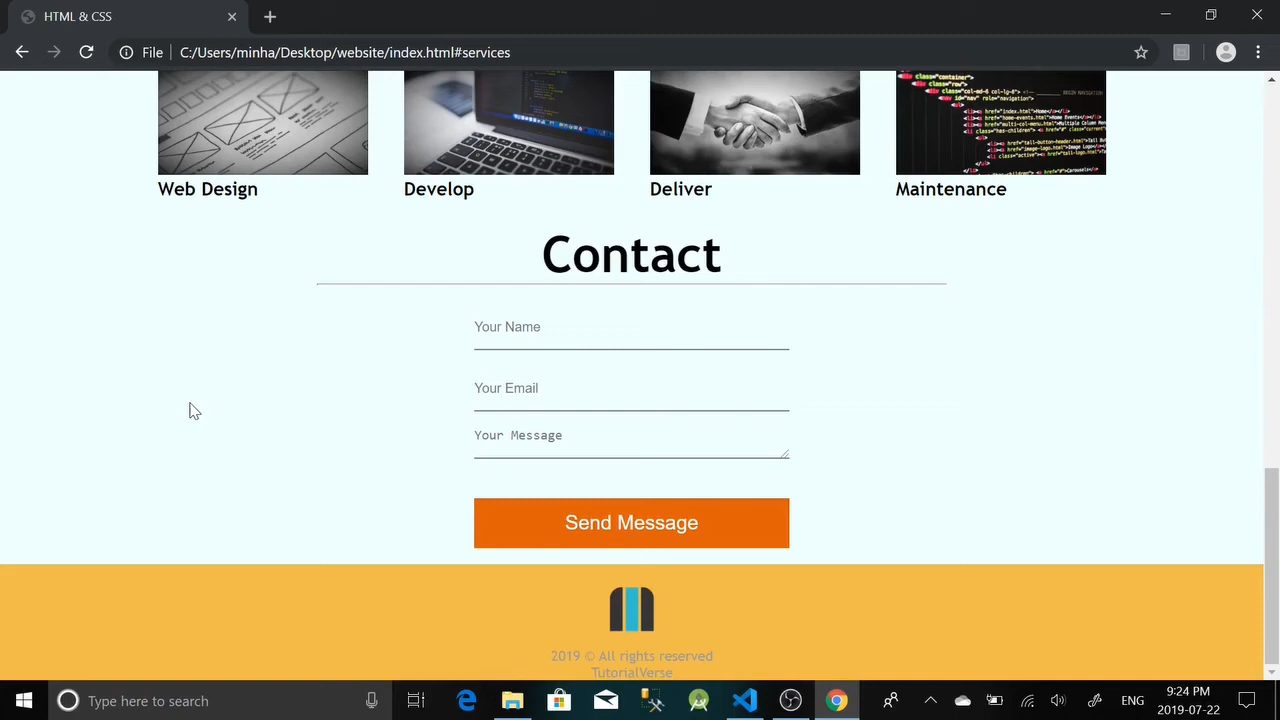 HTML & CSS
File
C:/Users/minha/Desktop/website/index.html#services
Web Design
Develop
Deliver
Maintenance
Contact
Your Name
Your Email
Your Message
Send Message
2019 © All rights reserved
TutorialVerse
Type here to search
ENG
9:24 PM
2019-07-22